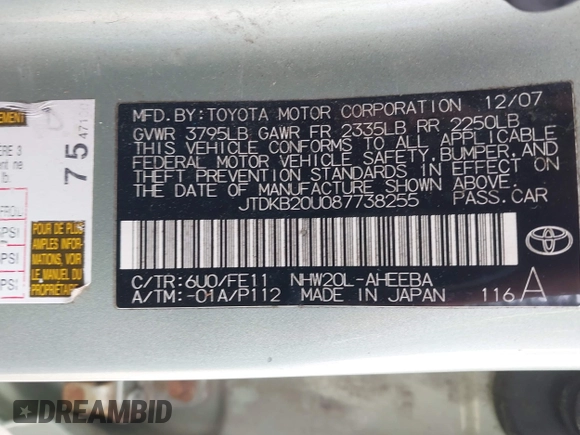 MFD. BY: TOYOTA MOTOR CORPORATION 12/07
GVWR 3795LB GAWR FR 2335LB RR 2250LB
THIS VEHICLE CONFORMS TO ALL APPLICABLE
FEDERAL MOTOR VEHICLE SAFETY, BUMPER, AND
THEFT PREVENTION STANDARDS IN EFFECT ON
THE DATE OF MANUFACTURE SHOWN ABOVE.
JTDKB20U087738255 PASS. CAR
C/TR: 6U0/FE11 NHW20L-AHEEBA
A/TM: -01A/P112 MADE IN JAPAN 116 A
TOYOTA
75
POUR DE PLUS
AMPLES INFOR-
MATIONS, VOIR
LE MANUEL DU
PROPRIÉTAIRE
PSI
PSI
PSI
DREAMBID